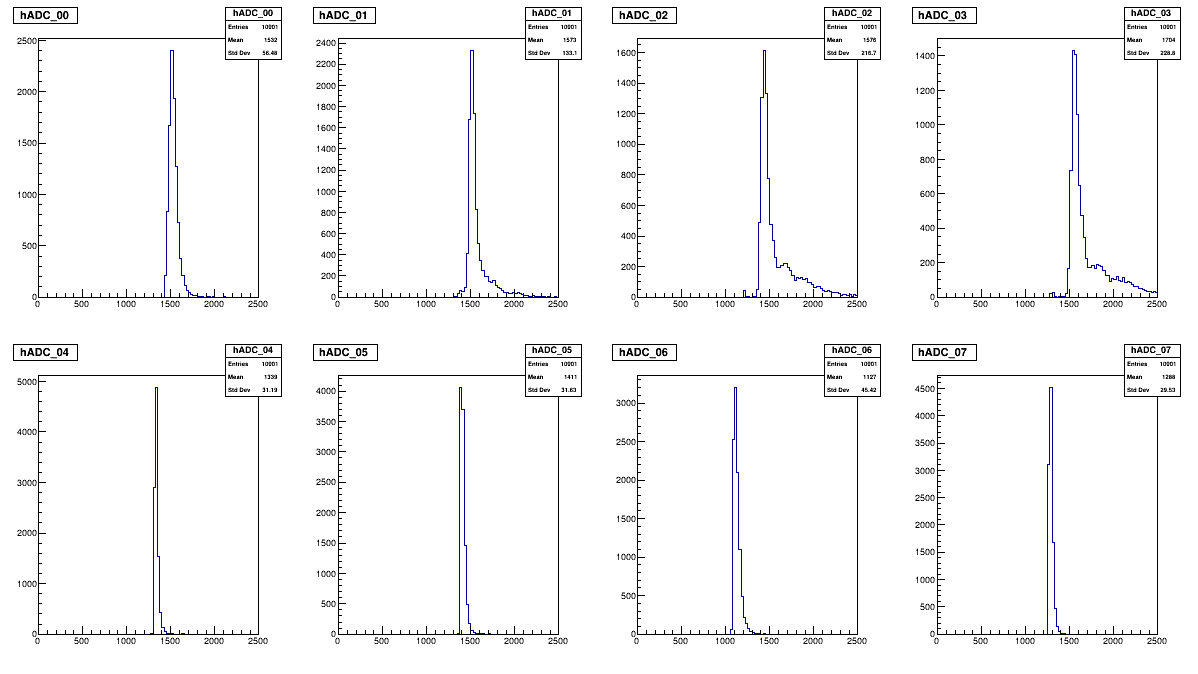 hADC_00
hADC_00
Entries 10001
Mean 1532
Std Dev 56.48
2500
2000
1500
1000
500
0
0 500 1000 1500 2000 2500
hADC_01
hADC_01
Entries 10001
Mean 1573
Std Dev 133.1
2400
2200
2000
1800
1600
1400
1200
1000
800
600
400
200
0
0 500 1000 1500 2000 2500
hADC_02
hADC_02
Entries 10001
Mean 1576
Std Dev 216.7
1600
1400
1200
1000
800
600
400
200
0
0 500 1000 1500 2000 2500
hADC_03
hADC_03
Entries 10001
Mean 1704
Std Dev 228.8
1400
1200
1000
800
600
400
200
0
0 500 1000 1500 2000 2500
hADC_04
hADC_04
Entries 10001
Mean 1339
Std Dev 31.19
5000
4000
3000
2000
1000
0
0 500 1000 1500 2000 2500
hADC_05
hADC_05
Entries 10001
Mean 1411
Std Dev 31.63
4000
3500
3000
2500
2000
1500
1000
500
0
0 500 1000 1500 2000 2500
hADC_06
hADC_06
Entries 10001
Mean 1127
Std Dev 45.42
3000
2500
2000
1500
1000
500
0
0 500 1000 1500 2000 2500
hADC_07
hADC_07
Entries 10001
Mean 1288
Std Dev 29.53
4500
4000
3500
3000
2500
2000
1500
1000
500
0
0 500 1000 1500 2000 2500